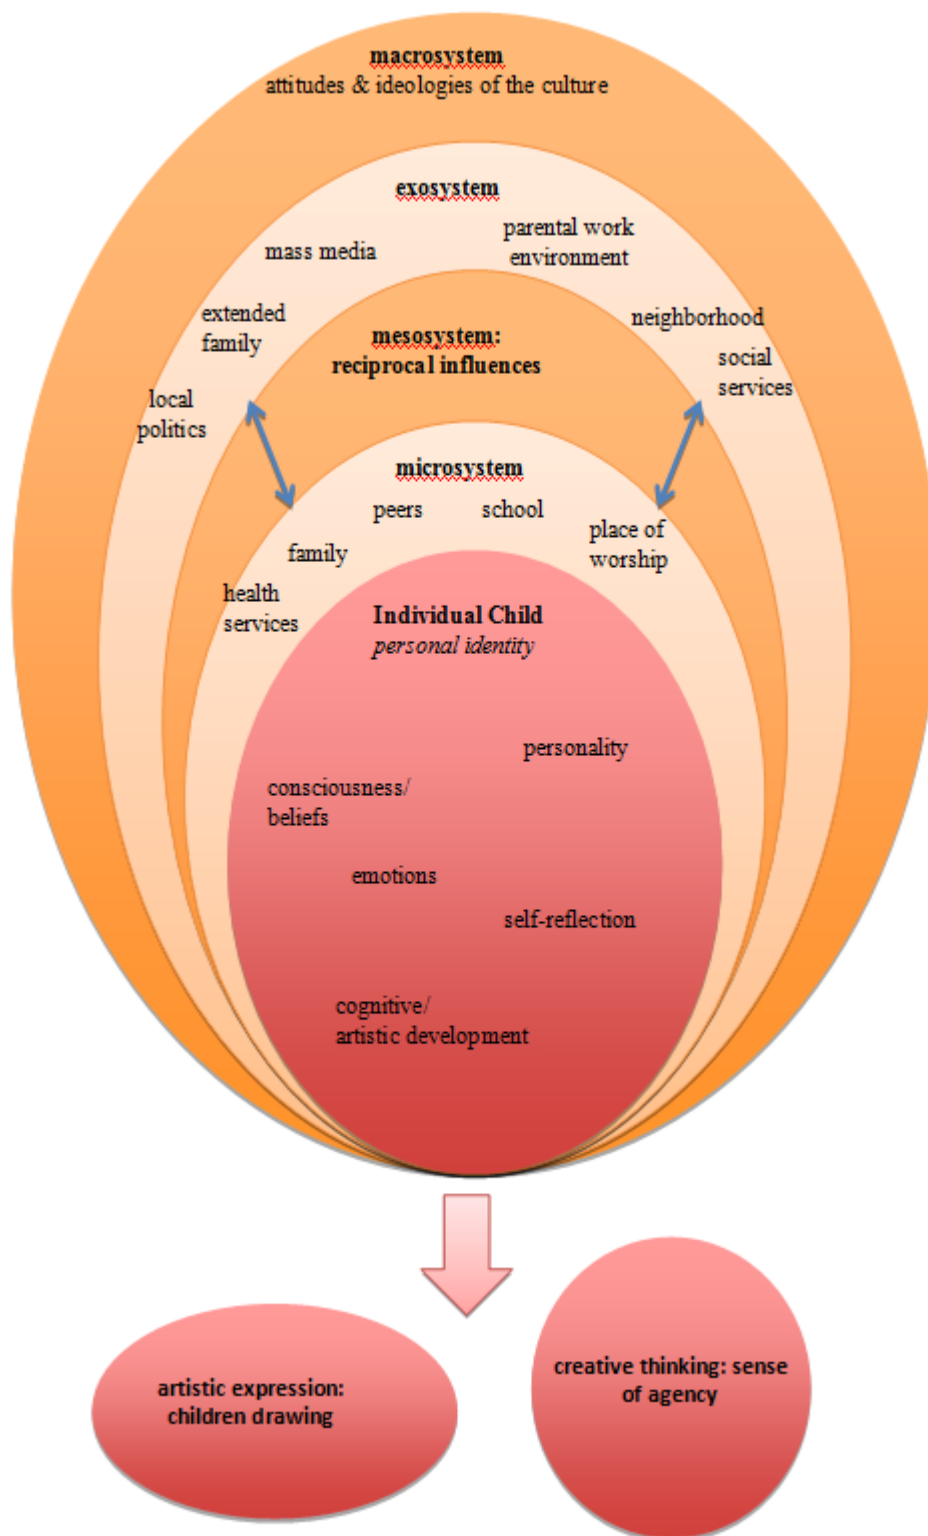 macrosystem
attitudes & ideologies of the culture
exosystem
mass media
parental work
environment
extended
family
neighborhood
mesosystem:
reciprocal influences
social
services
local
politics
microsystem
peers
school
place of
worship
family
health
services
Individual Child
personal identity
personality
consciousness/
beliefs
emotions
self-reflection
cognitive/
artistic development
artistic expression:
children drawing
creative thinking: sense
of agency